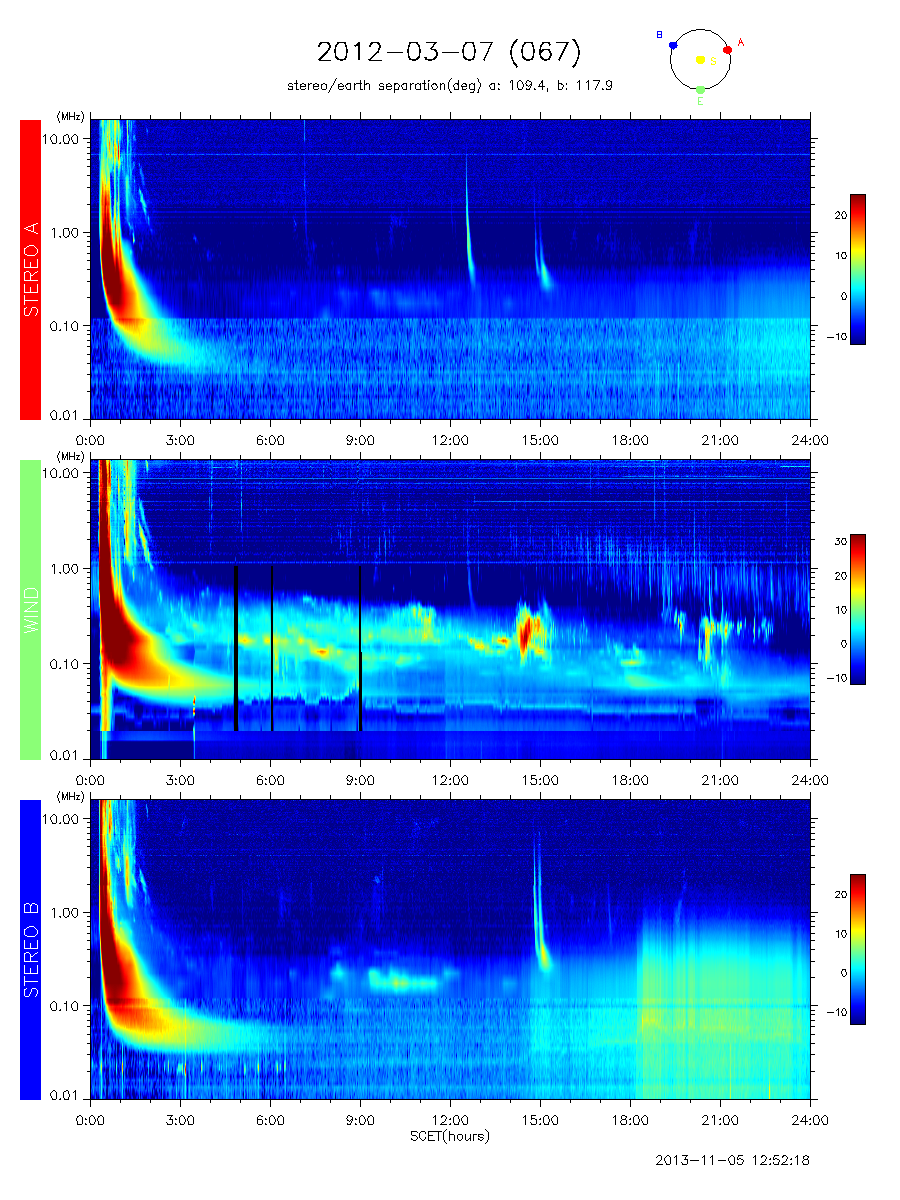 2012-03-07 (067)
stereo/earth separation(deg) a: 109.4, b: 117.9
B
A
S
E
(MHz)
10.00
1.00
0.10
0.01
STEREO A
20
10
0
-10
0:00 3:00 6:00 9:00 12:00 15:00 18:00 21:00 24:00
(MHz)
10.00
1.00
0.10
0.01
WIND
30
20
10
0
-10
0:00 3:00 6:00 9:00 12:00 15:00 18:00 21:00 24:00
(MHz)
10.00
1.00
0.10
0.01
STEREO B
20
10
0
-10
0:00 3:00 6:00 9:00 12:00 15:00 18:00 21:00 24:00
SCET(hours)
2013-11-05 12:52:18